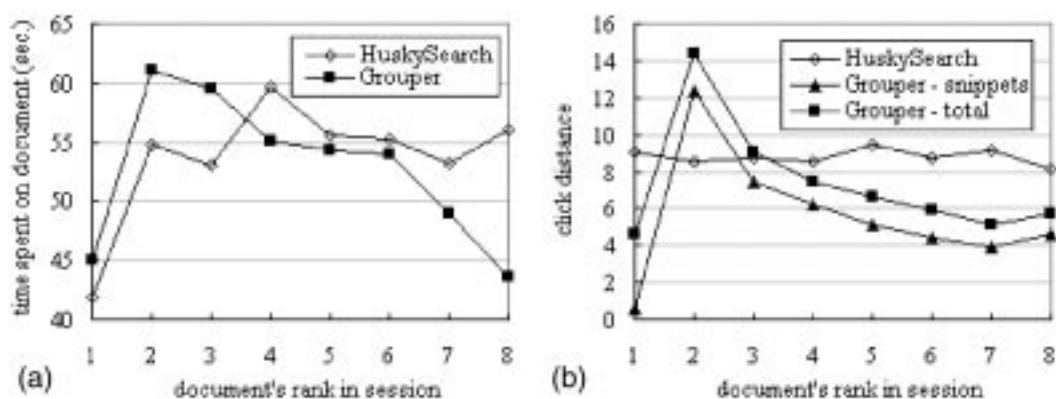 time spent on document (sec.)
65
60
55
50
45
40
HuskySearch
Grouper
1 2 3 4 5 6 7 8
document's rank in session
(a)
click distance
16
14
12
10
8
6
4
2
0
HuskySearch
Grouper - snippets
Grouper - total
1 2 3 4 5 6 7 8
document's rank in session
(b)